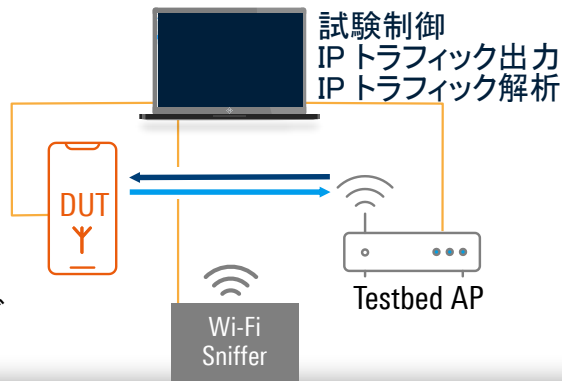 試験制御
IP トラフィック出力
IP トラフィック解析
DUT
Testbed AP
Wi-Fi
Sniffer